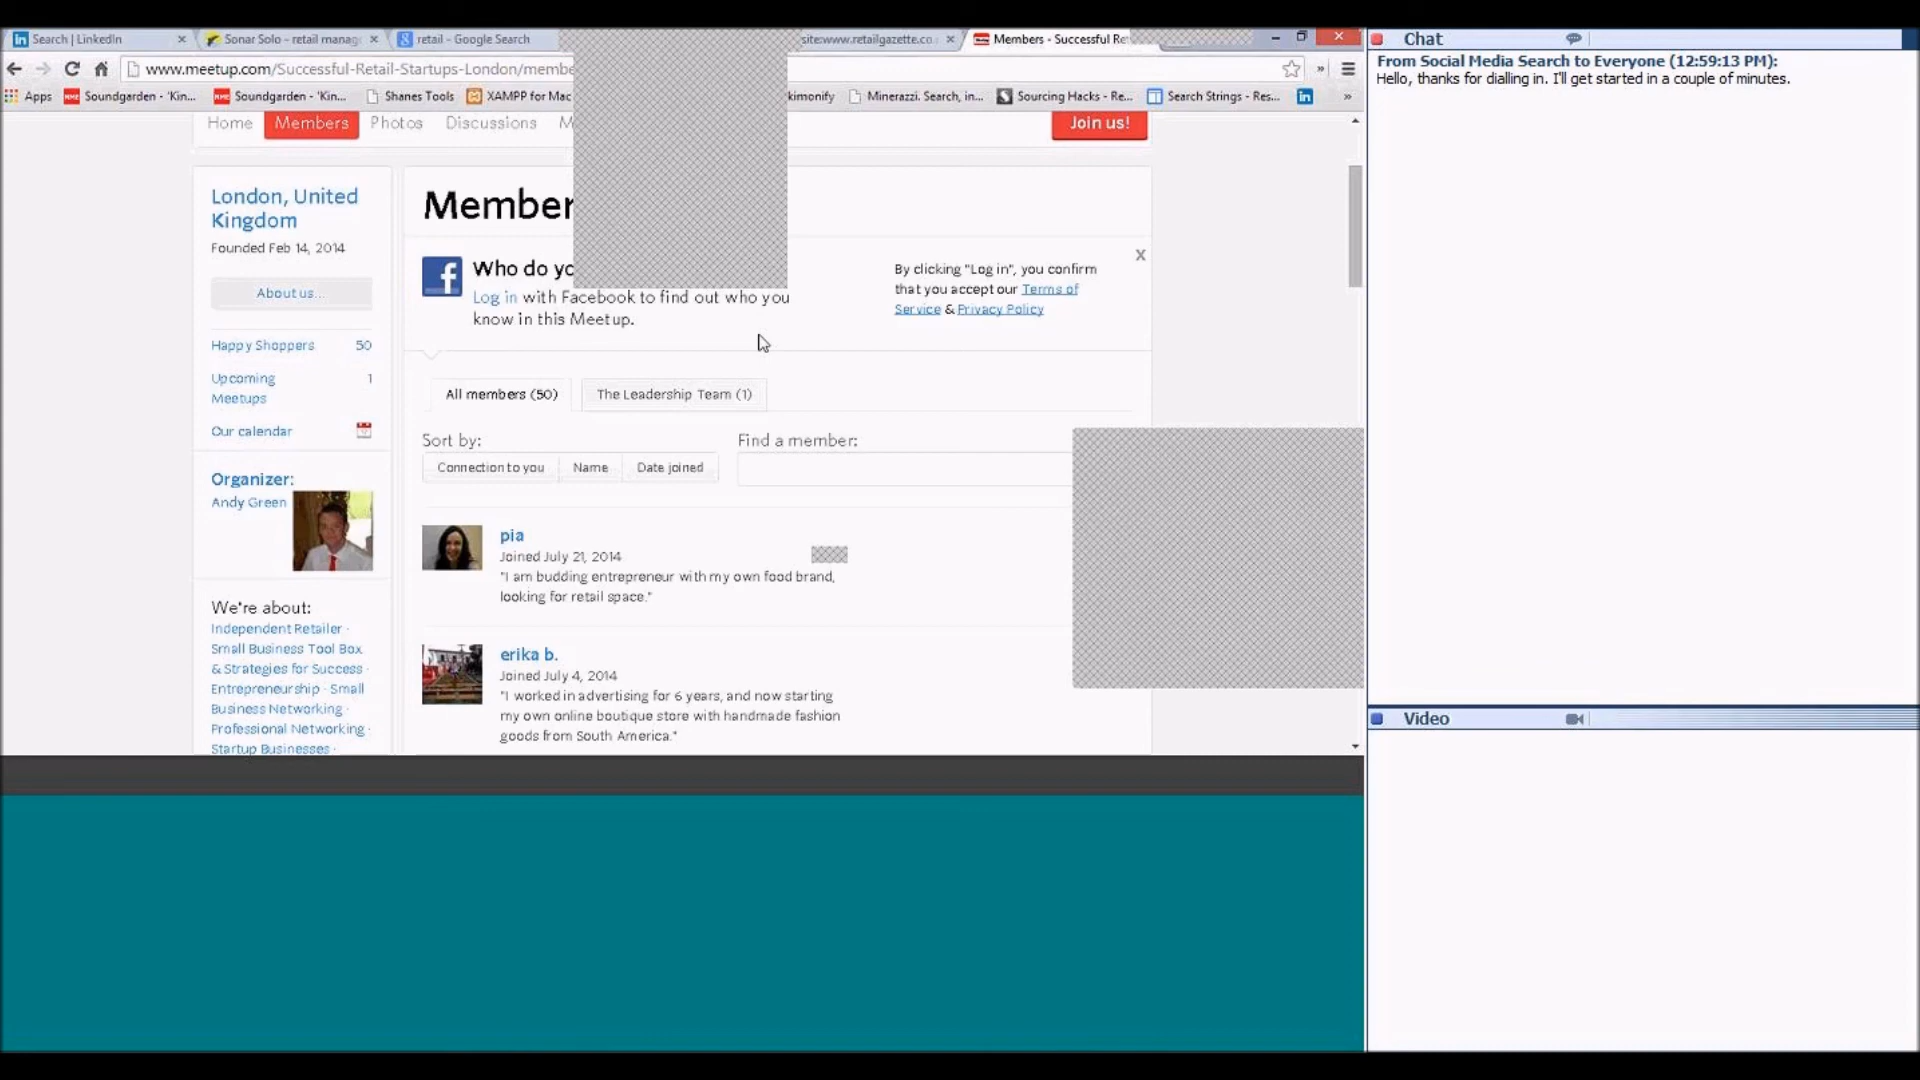 Search | LinkedIn
Sonar Solo - retail manag
retail - Google Search
site:www.retailgazette.co.
Members - Successful Re
www.meetup.com/Successful-Retail-Startups-London/membe
Apps
Soundgarden - 'Kin...
Soundgarden - 'Kin...
Shanes Tools
XAMPP for Mac
kimonify
Minerazzi. Search, in...
Sourcing Hacks - Re...
Search Strings - Res...
Home Members Photos Discussions M
Join us!
London, United
Kingdom
Founded Feb 14, 2014
About us...
Happy Shoppers 50
Upcoming 1
Meetups
Our calendar
Organizer:
Andy Green
We're about:
Independent Retailer ·
Small Business Tool Box
& Strategies for Success ·
Entrepreneurship · Small
Business Networking ·
Professional Networking ·
Startup Businesses ·
Member
Who do yo
Log in with Facebook to find out who you
know in this Meetup.
By clicking "Log in", you confirm
that you accept our Terms of
Service & Privacy Policy
All members (50)
The Leadership Team (1)
Sort by:
Connection to you Name Date joined
Find a member:
pia
Joined July 21, 2014
"I am budding entrepreneur with my own food brand,
looking for retail space."
erika b.
Joined July 4, 2014
"I worked in advertising for 6 years, and now starting
my own online boutique store with handmade fashion
goods from South America."
Chat
From Social Media Search to Everyone (12:59:13 PM):
Hello, thanks for dialling in. I'll get started in a couple of minutes.
Video